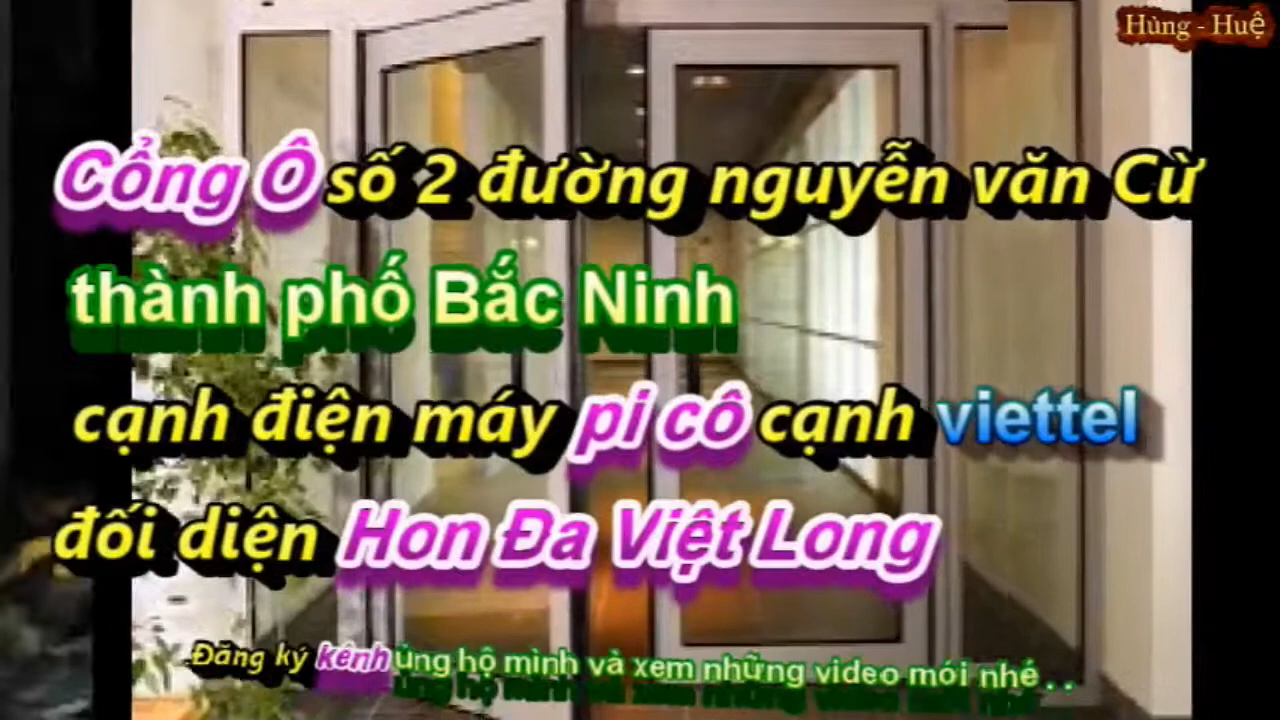 Hùng - Huệ
Cổng Ô số 2 đường nguyễn văn Cừ
thành phố Bắc Ninh
cạnh điện máy pi cô cạnh viettel
đối diện Hon Đa Việt Long
Đăng ký kênh ủng hộ mình và xem những video mới nhé . .